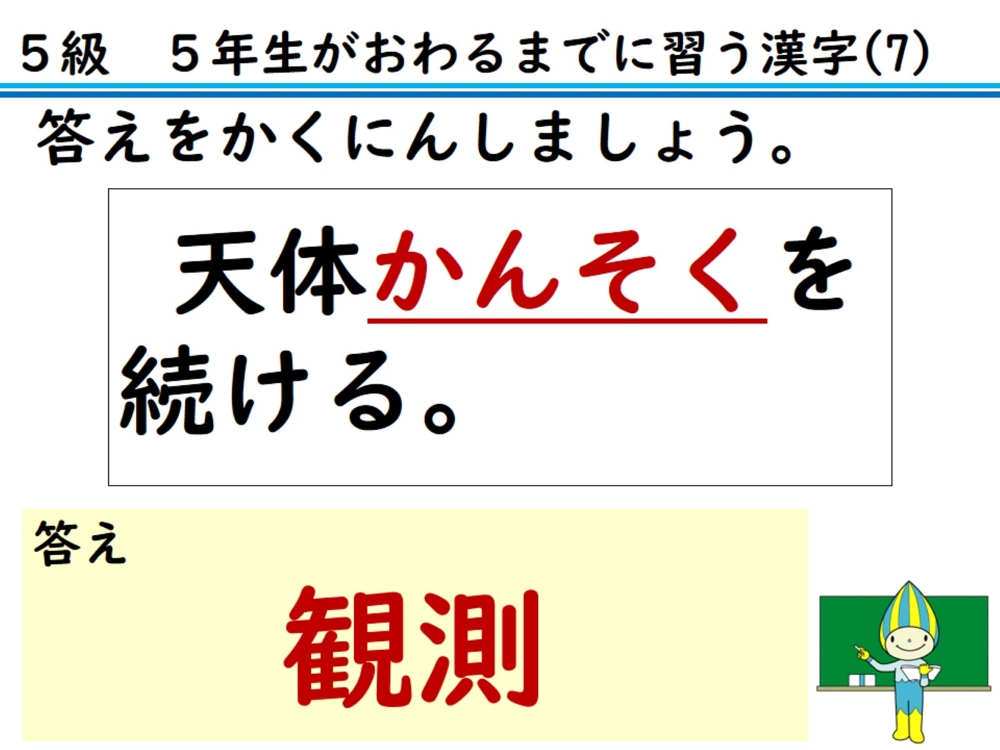 ５級　５年生がおわるまでに習う漢字(7)
答えをかくにんしましょう。
天体かんそくを
続ける。
答え
観測